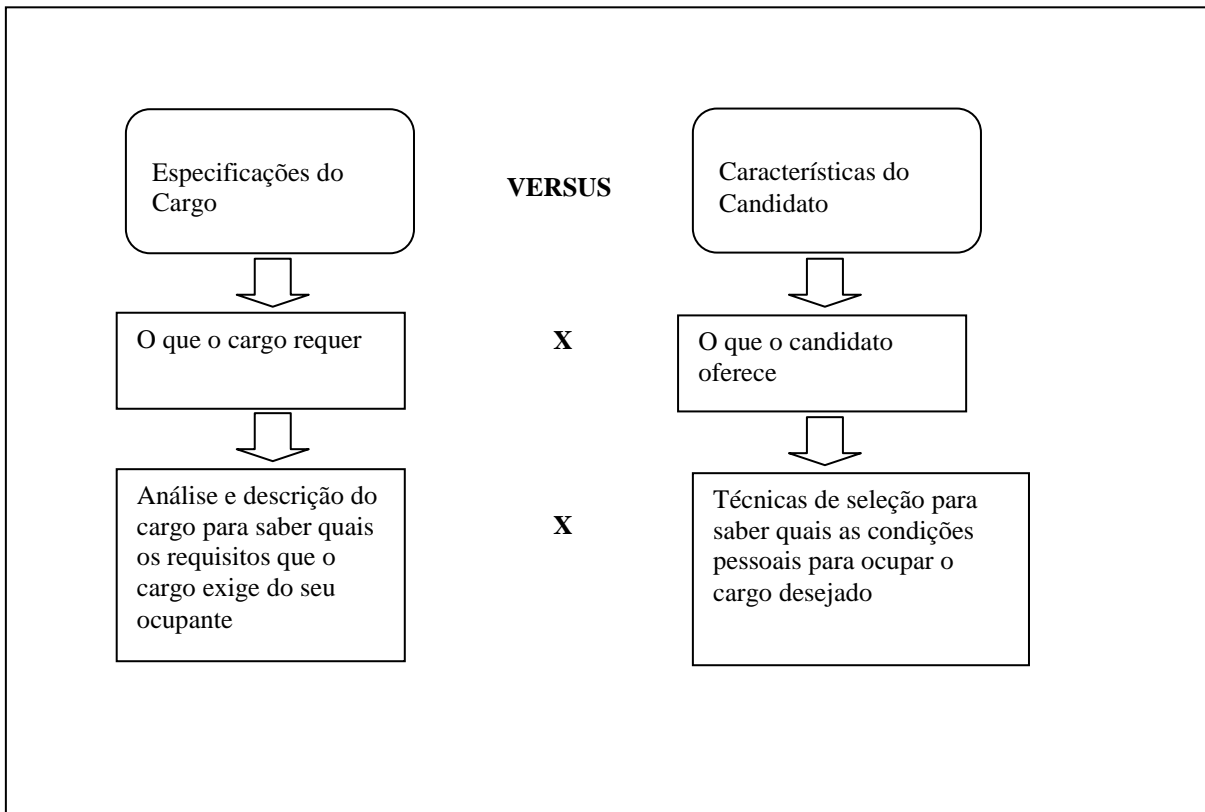 Especificações do
Cargo
VERSUS
Características do
Candidato
O que o cargo requer
X
O que o candidato
oferece
Análise e descrição do
cargo para saber quais
os requisitos que o
cargo exige do seu
ocupante
X
Técnicas de seleção para
saber quais as condições
pessoais para ocupar o
cargo desejado